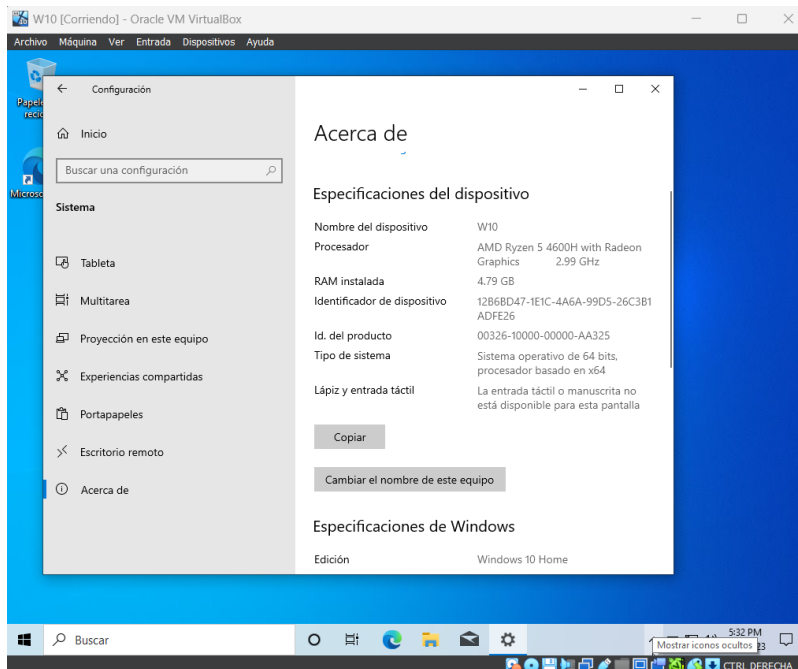 W10 [Corriendo] - Oracle VM VirtualBox
Archivo Máquina Ver Entrada Dispositivos Ayuda
Configuración
Inicio
Buscar una configuración
Sistema
Tableta
Multitarea
Proyección en este equipo
Experiencias compartidas
Portapapeles
Escritorio remoto
Acerca de
Acerca de
Especificaciones del dispositivo
Nombre del dispositivo W10
Procesador AMD Ryzen 5 4600H with Radeon
Graphics 2.99 GHz
RAM instalada 4.79 GB
Identificador de dispositivo 12B6BD47-1E1C-4A6A-99D5-26C3B1
ADFE26
Id. del producto 00326-10000-00000-AA325
Tipo de sistema Sistema operativo de 64 bits,
procesador basado en x64
Lápiz y entrada táctil La entrada táctil o manuscrita no
está disponible para esta pantalla
Copiar
Cambiar el nombre de este equipo
Especificaciones de Windows
Edición Windows 10 Home
Buscar
5:32 PM
Mostrar iconos ocultos
CTRL DERECHA